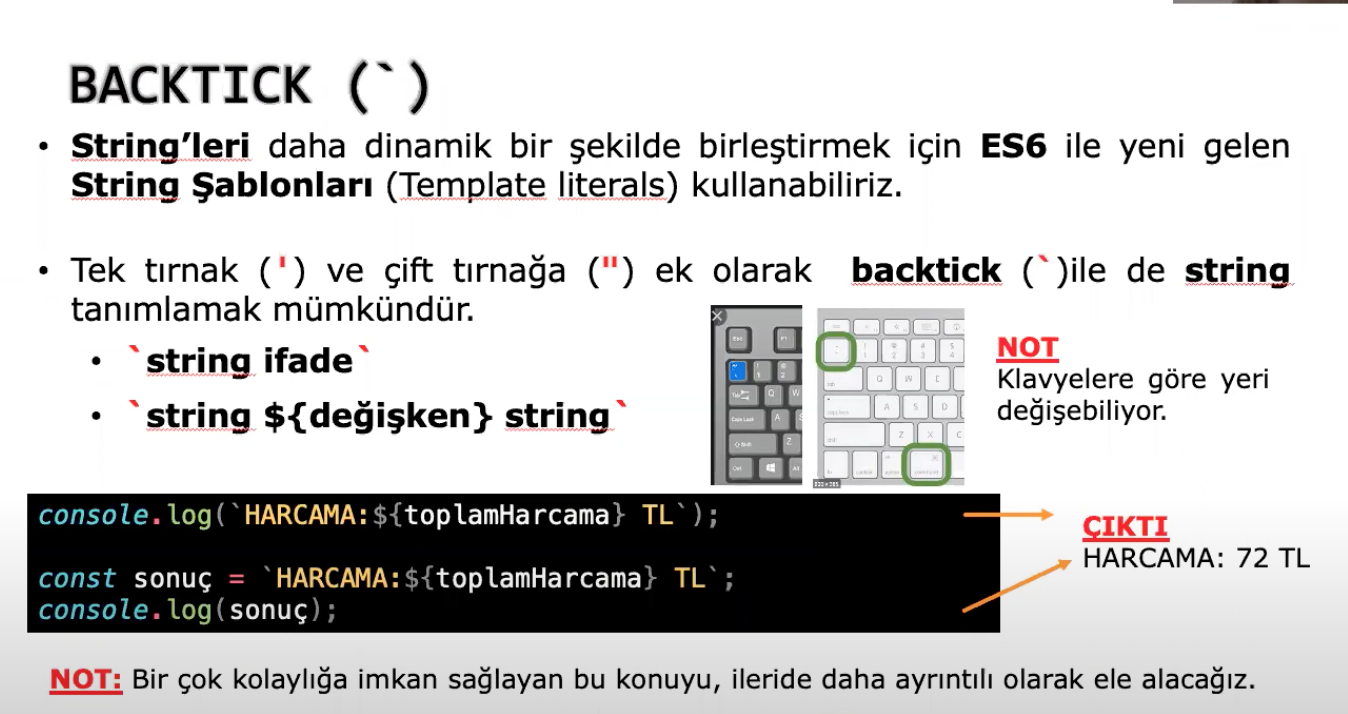 BACKTICK (`)
• String’leri daha dinamik bir şekilde birleştirmek için ES6 ile yeni gelen
String Şablonları (Template literals) kullanabiliriz.
• Tek tırnak (') ve çift tırnağa (") ek olarak backtick (`)ile de string
tanımlamak mümkündür.
• `string ifade`
• `string ${değişken} string`
NOT
Klavyelere göre yeri
değişebiliyor.
console.log(`HARCAMA:${toplamHarcama} TL`);
const sonuç = `HARCAMA:${toplamHarcama} TL`;
console.log(sonuç);
ÇIKTI
HARCAMA: 72 TL
NOT: Bir çok kolaylığa imkan sağlayan bu konuyu, ileride daha ayrıntılı olarak ele alacağız.